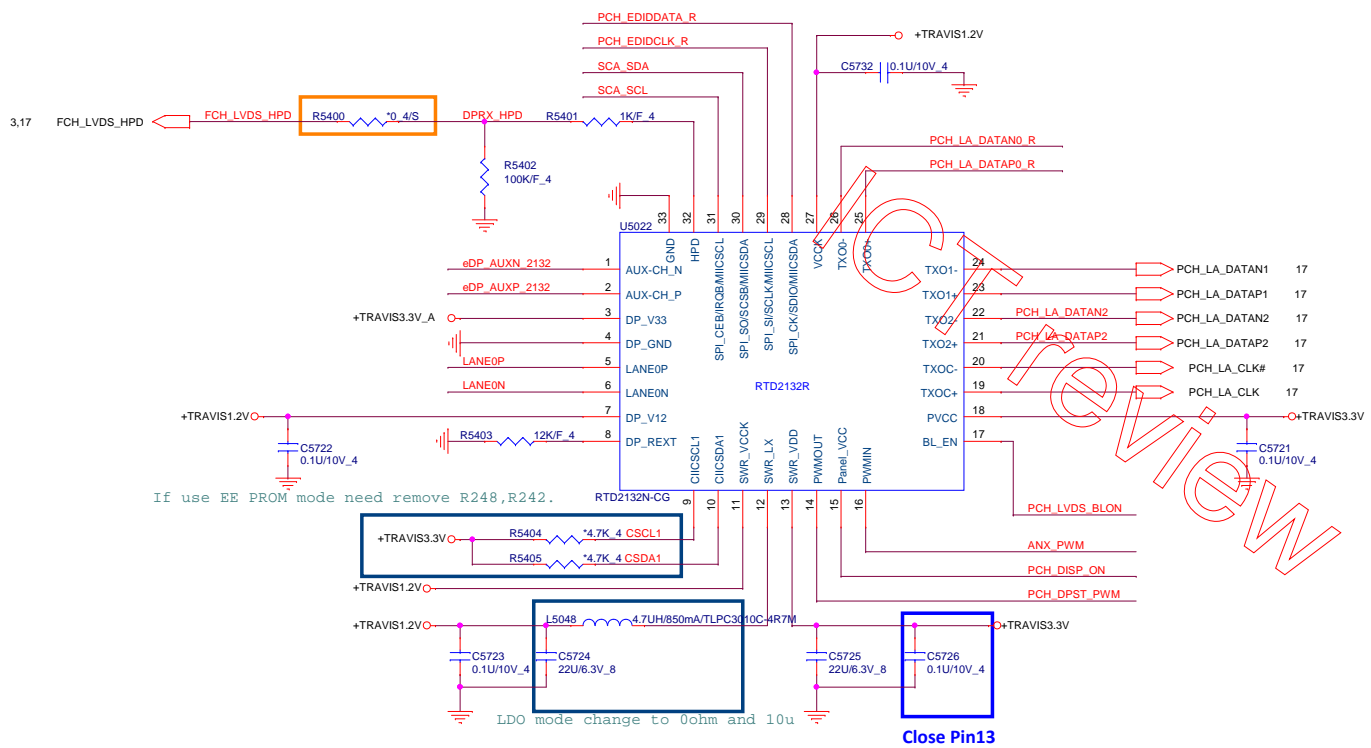 PCH_EDIDDATA_R
PCH_EDIDCLK_R
SCA_SDA
SCA_SCL
+TRAVIS1.2V
C5732
0.1U/10V_4
3,17
FCH_LVDS_HPD
FCH_LVDS_HPD
R5400
*0_4/S
DPRX_HPD
R5401
1K/F_4
R5402
100K/F_4
PCH_LA_DATAN0_R
PCH_LA_DATAP0_R
U5022
33
32
31
30
29
28
27
26
25
GND
HPD
SPI_CEB/IRQB/MIICSCL
SPI_SO/SCSB/MIICSDA
SPI_SI/SCLK/MIICSCL
SPI_CK/SDIO/MIICSDA
VCCK
TXO0-
TXO0+
eDP_AUXN_2132
1
AUX-CH_N
eDP_AUXP_2132
2
AUX-CH_P
+TRAVIS3.3V_A
3
DP_V33
4
DP_GND
LANE0P
5
LANE0P
LANE0N
6
LANE0N
+TRAVIS1.2V
7
DP_V12
R5403
12K/F_4
8
DP_REXT
C5722
0.1U/10V_4
RTD2132R
TXO1-
24
PCH_LA_DATAN1
17
TXO1+
23
PCH_LA_DATAP1
17
TXO2-
22
PCH_LA_DATAN2
PCH_LA_DATAN2
17
TXO2+
21
PCH_LA_DATAP2
PCH_LA_DATAP2
17
TXOC-
20
PCH_LA_CLK#
17
TXOC+
19
PCH_LA_CLK
17
PVCC
18
+TRAVIS3.3V
BL_EN
17
C5721
0.1U/10V_4
If use EE PROM mode need remove R248,R242.
RTD2132N-CG
CIICSCL1
CIICSDA1
SWR_VCCK
SWR_LX
SWR_VDD
PWMOUT
Panel_VCC
PWMIN
9
10
11
12
13
14
15
16
PCH_LVDS_BLON
ANX_PWM
PCH_DISP_ON
PCH_DPST_PWM
+TRAVIS3.3V
R5404
*4.7K_4
CSCL1
R5405
*4.7K_4
CSDA1
+TRAVIS1.2V
+TRAVIS1.2V
L5048
4.7UH/850mA/TLPC3010C-4R7M
+TRAVIS3.3V
C5723
0.1U/10V_4
C5724
22U/6.3V_8
C5725
22U/6.3V_8
C5726
0.1U/10V_4
LDO mode change to 0ohm and 10u
Close Pin13
review